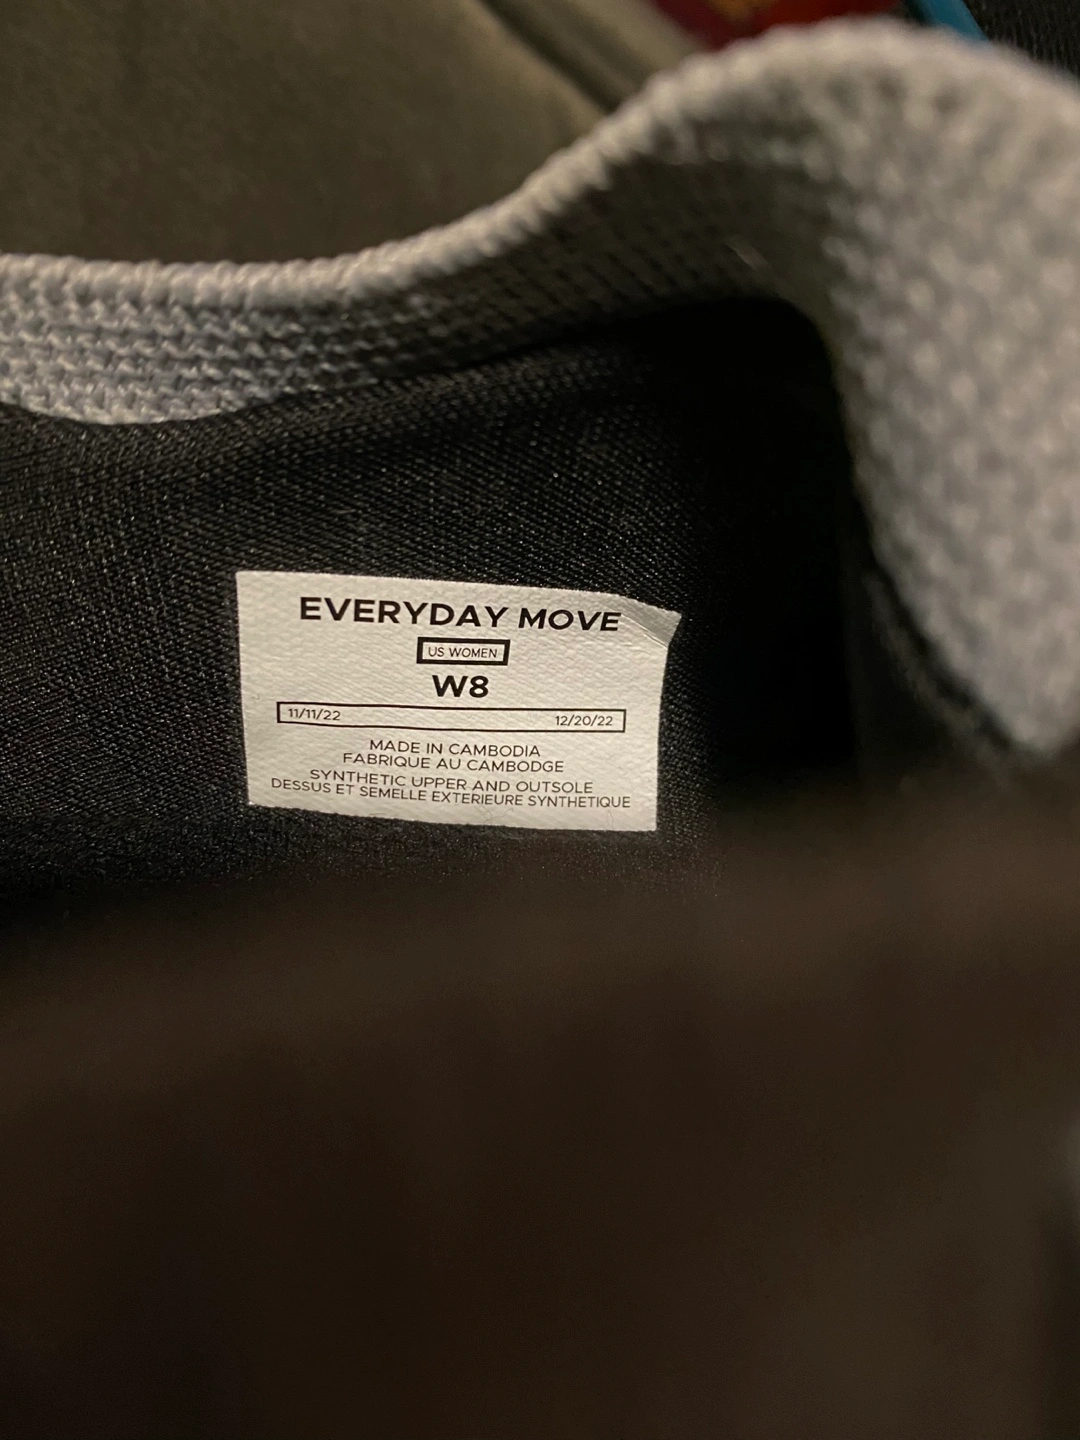 EVERYDAY MOVE
US WOMEN
W8
11/11/22 12/20/22
MADE IN CAMBODIA
FABRIQUE AU CAMBODGE
SYNTHETIC UPPER AND OUTSOLE
DESSUS ET SEMELLE EXTERIEURE SYNTHETIQUE